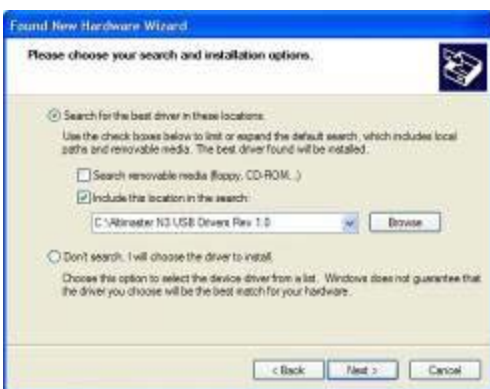 Found New Hardware Wizard
Please choose your search and installation options.
Search for the best driver in these locations.
Use the check boxes below to limit or expand the default search, which includes local
paths and removable media. The best driver found will be installed.
Search removable media (floppy, CD-ROM...)
Include this location in the search:
C:\Altimaster N3 USB Drivers Rev 1.0
Browse
Don't search. I will choose the driver to install.
Choose this option to select the device driver from a list. Windows does not guarantee that
the driver you choose will be the best match for your hardware.
< Back
Next >
Cancel